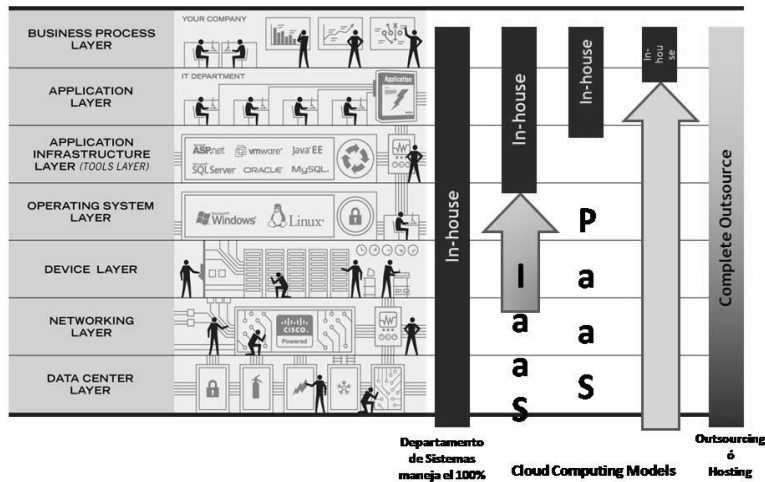 YOUR COMPANY
BUSINESS PROCESS
LAYER
IT DEPARTMENT
APPLICATION
LAYER
Application
APPLICATION
INFRASTRUCTURE
LAYER (TOOLS LAYER)
ASP.net
vmware
Java EE
SQL Server
ORACLE
MySQL
OPERATING SYSTEM
LAYER
Windows
Linux
DEVICE LAYER
NETWORKING
LAYER
CISCO
Powered
DATA CENTER
LAYER
In-house
In-house
IaaS
In-house
PaaS
In-
hou
se
Complete Outsource
Departamento
de Sistemas
maneja el 100%
Cloud Computing Models
Outsourcing
ó
Hosting